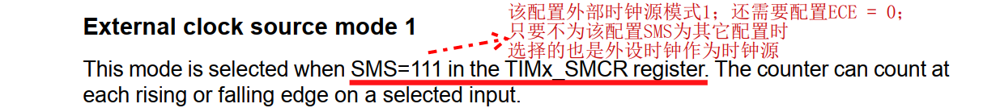 该配置外部时钟源模式1；还需要配置ECE = 0；
External clock source mode 1
只要不为该配置SMS为其它配置时
选择的也是外设时钟作为时钟源
This mode is selected when SMS=111 in the TIMx_SMCR register. The counter can count at
each rising or falling edge on a selected input.